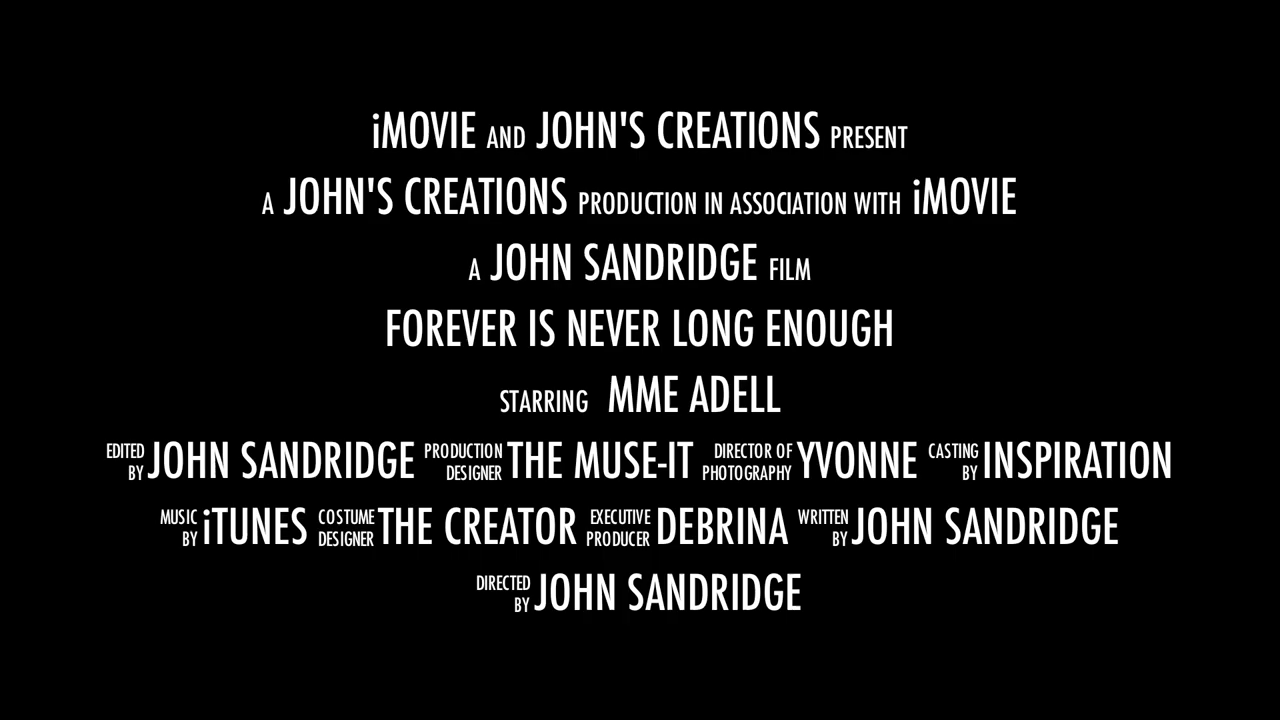 iMOVIE AND JOHN'S CREATIONS PRESENT
A JOHN'S CREATIONS PRODUCTION IN ASSOCIATION WITH iMOVIE
A JOHN SANDRIDGE FILM
FOREVER IS NEVER LONG ENOUGH
STARRING MME ADELL
EDITED BY JOHN SANDRIDGE PRODUCTION DESIGNER THE MUSE-IT DIRECTOR OF PHOTOGRAPHY YVONNE CASTING BY INSPIRATION
MUSIC BY iTUNES COSTUME DESIGNER THE CREATOR EXECUTIVE PRODUCER DEBRINA WRITTEN BY JOHN SANDRIDGE
DIRECTED BY JOHN SANDRIDGE